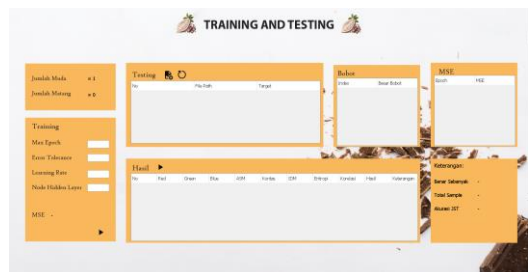 TRAINING AND TESTING
Jumlah Muda
Jumlah Matang
Training
Max Epoch
Error Tolerance
Learning Rate
Node Hidden Layer
MSE -
Testing
No File Path Target
Bobot
Index Besar Bobot
MSE
Epoch MSE
Hasil
No Red Green Blue ASM Kontras IDM Entropi Korelasi Hasil Keterangan
Keterangan:
Benar Sebanyak -
Total Sample -
Akurasi JST -